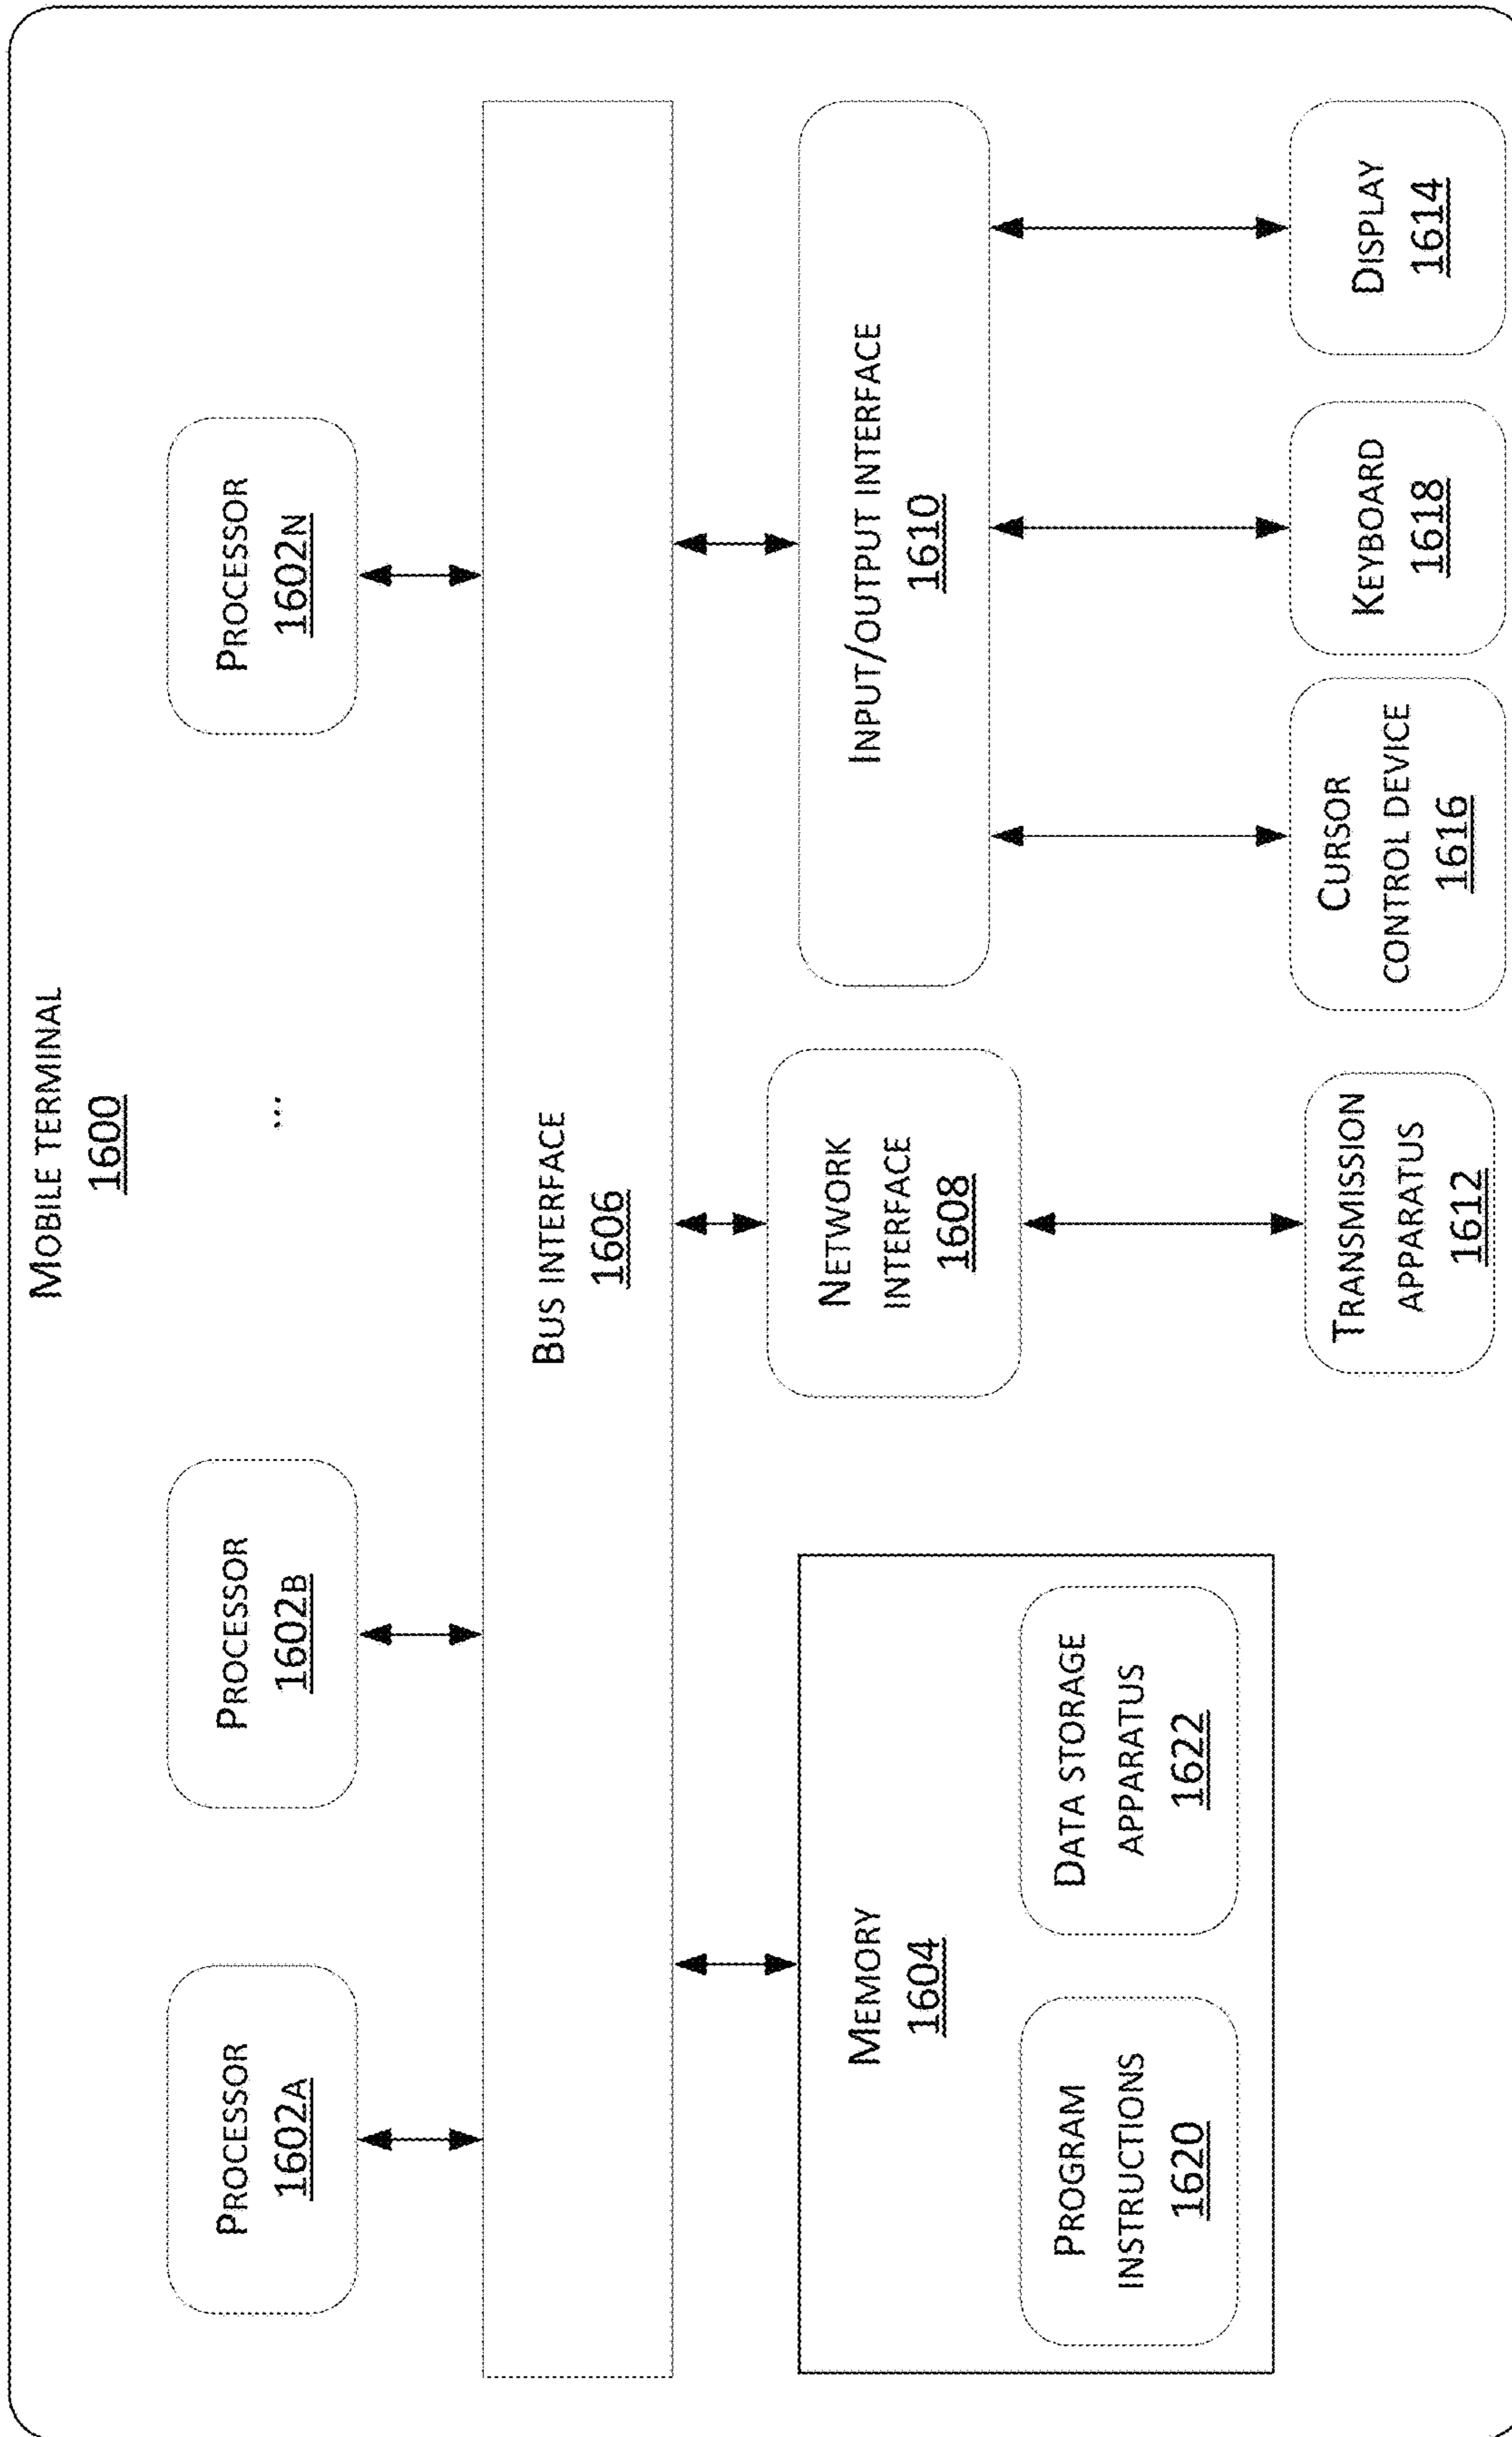 MOBILE TERMINAL
1600
PROCESSOR
1602A
PROCESSOR
1602B
...
PROCESSOR
1602N
BUS INTERFACE
1606
MEMORY
1604
PROGRAM
INSTRUCTIONS
1620
DATA STORAGE
APPARATUS
1622
NETWORK
INTERFACE
1608
INPUT/OUTPUT INTERFACE
1610
TRANSMISSION
APPARATUS
1612
CURSOR
CONTROL DEVICE
1616
KEYBOARD
1618
DISPLAY
1614